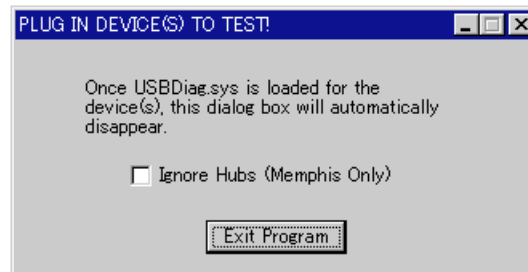 PLUG IN DEVICE(S) TO TEST!
Once USBDiag.sys is loaded for the
device(s), this dialog box will automatically
disappear.
Ignore Hubs (Memphis Only)
Exit Program